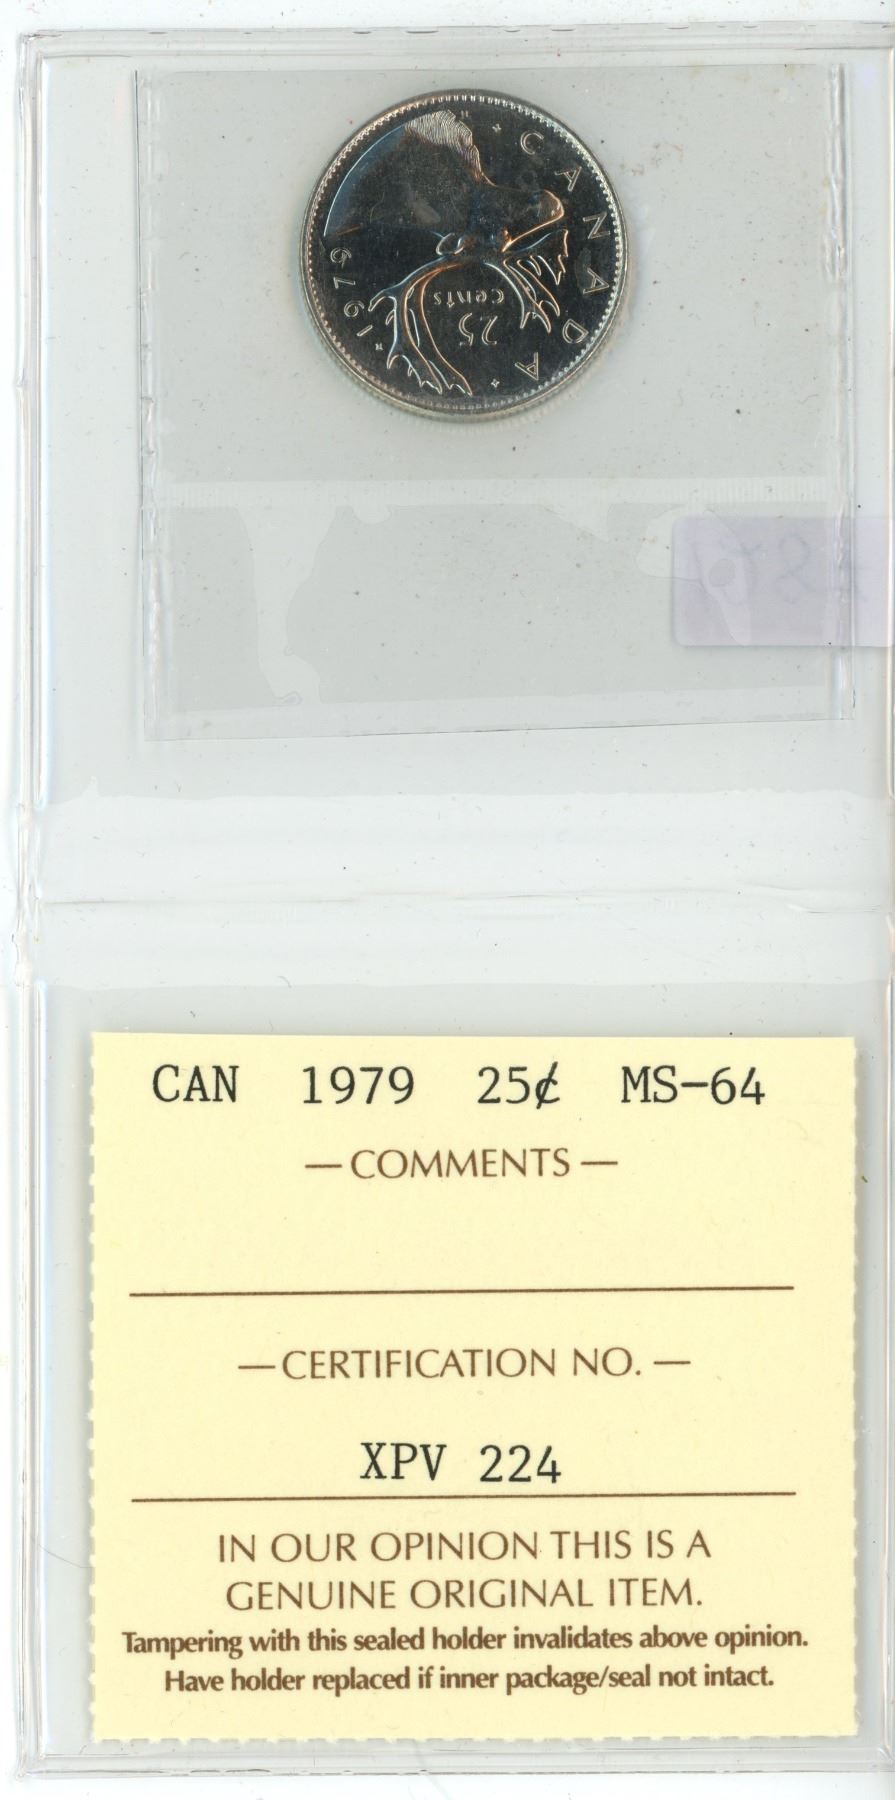 CANADA
1979
25
cents
CAN 1979 25¢ MS-64
— COMMENTS —
— CERTIFICATION NO. —
XPV 224
IN OUR OPINION THIS IS A
GENUINE ORIGINAL ITEM.
Tampering with this sealed holder invalidates above opinion.
Have holder replaced if inner package/seal not intact.